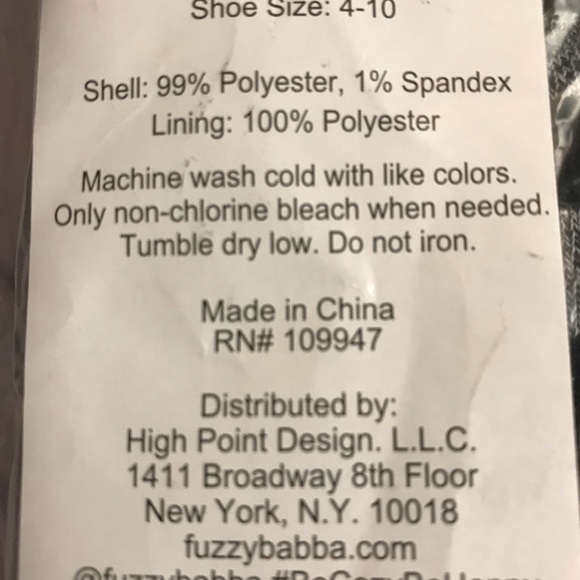 Shoe Size: 4-10
Shell: 99% Polyester, 1% Spandex
Lining: 100% Polyester
Machine wash cold with like colors.
Only non-chlorine bleach when needed.
Tumble dry low. Do not iron.
Made in China
RN# 109947
Distributed by:
High Point Design. L.L.C.
1411 Broadway 8th Floor
New York, N.Y. 10018
fuzzybabba.com
@fuzzybabba